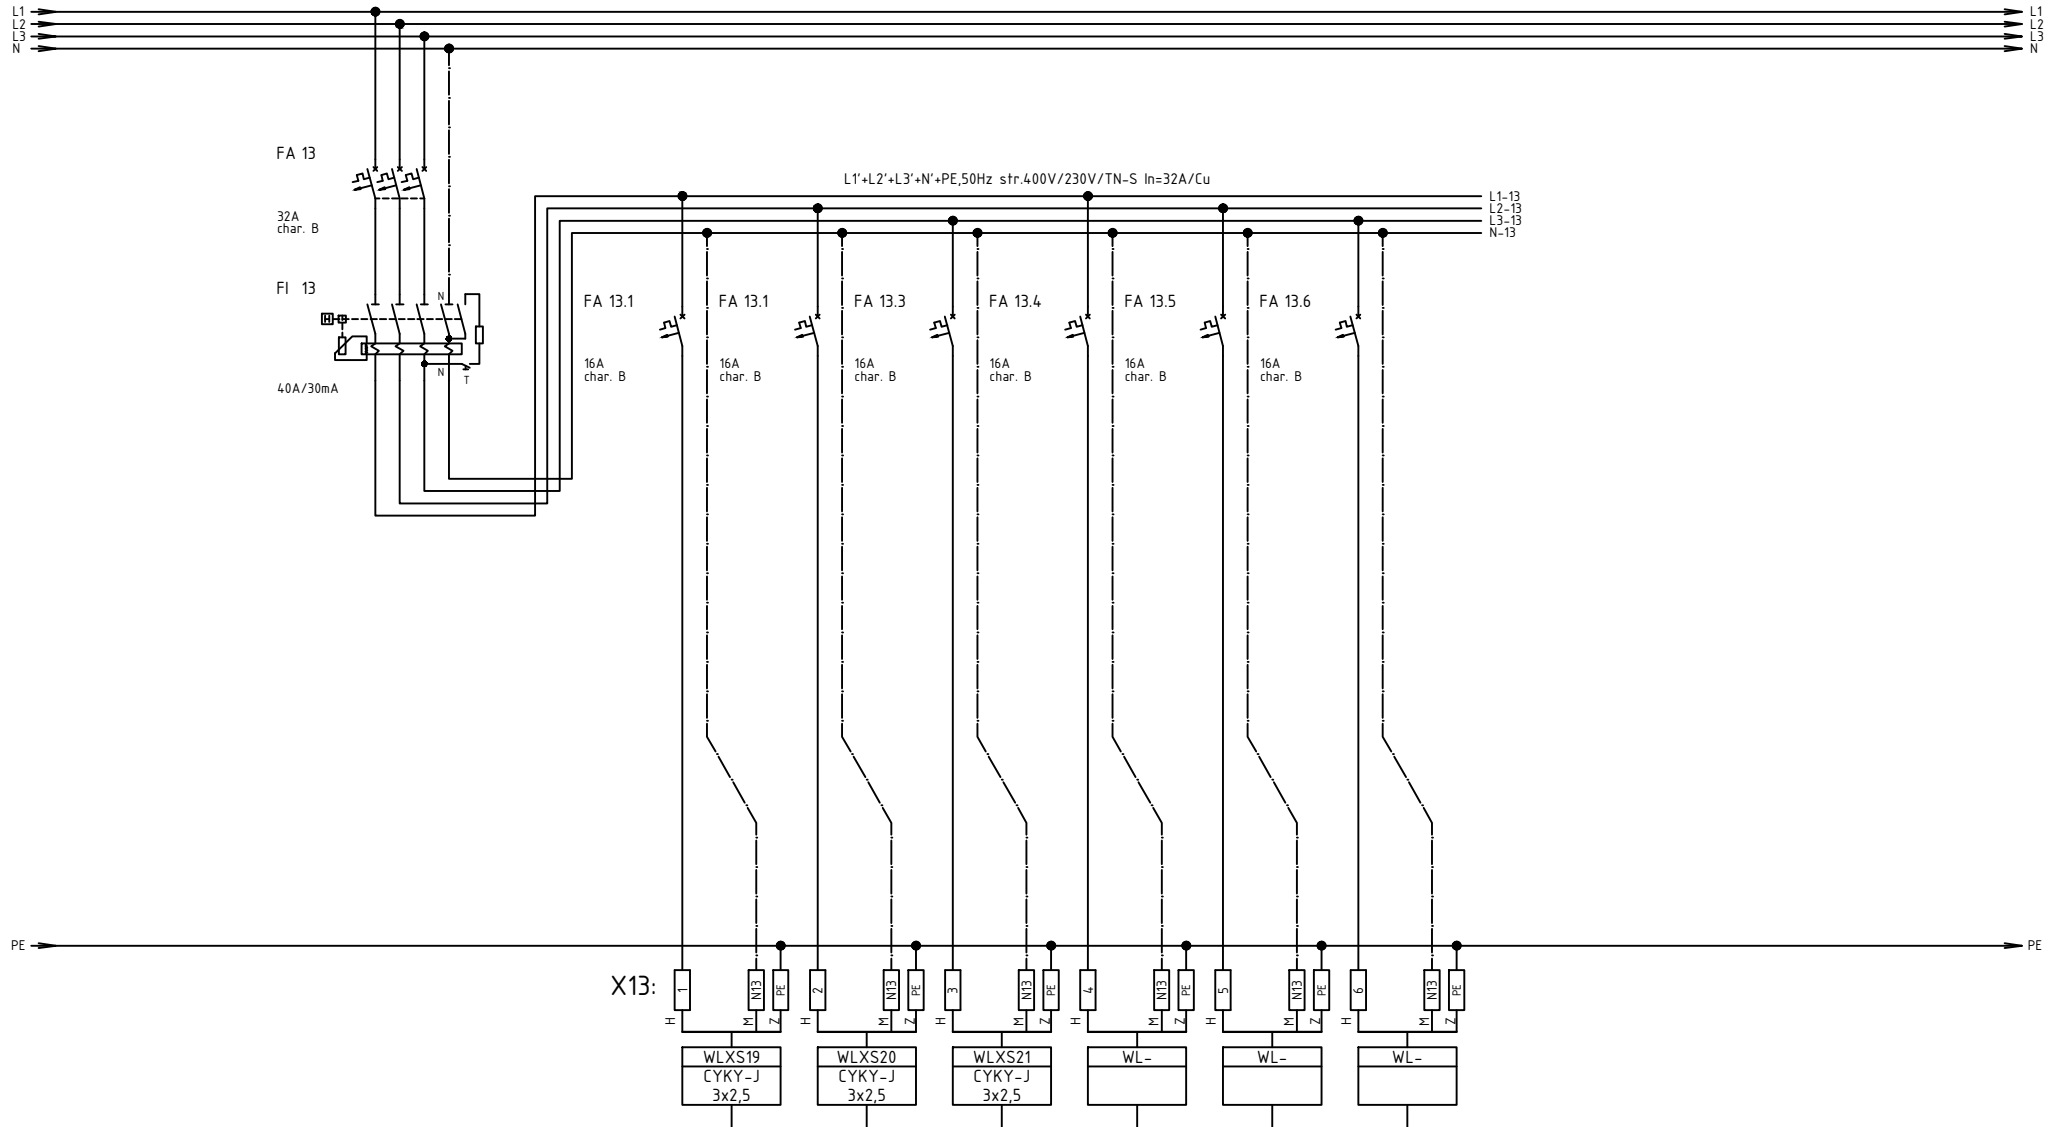 L1
L1
L2
L2
L3
L3
N
N
FA 13
32A
char. B
FI 13
40A/30mA
N
N
T
L1'+L2'+L3'+N'+PE,50Hz str.400V/230V/TN-S In=32A/Cu
L1-13
L2-13
L3-13
N-13
FA 13.1
16A
char. B
FA 13.1
16A
char. B
FA 13.3
16A
char. B
FA 13.4
16A
char. B
FA 13.5
16A
char. B
FA 13.6
16A
char. B
PE
PE
X13:
1
N13
PE
2
N13
PE
3
N13
PE
4
N13
PE
5
N13
PE
6
N13
PE
H
M
Z
H
M
Z
H
M
Z
H
M
Z
H
M
Z
H
M
Z
WLXS19
CYKY-J
3x2,5
WLXS20
CYKY-J
3x2,5
WLXS21
CYKY-J
3x2,5
WL-
WL-
WL-